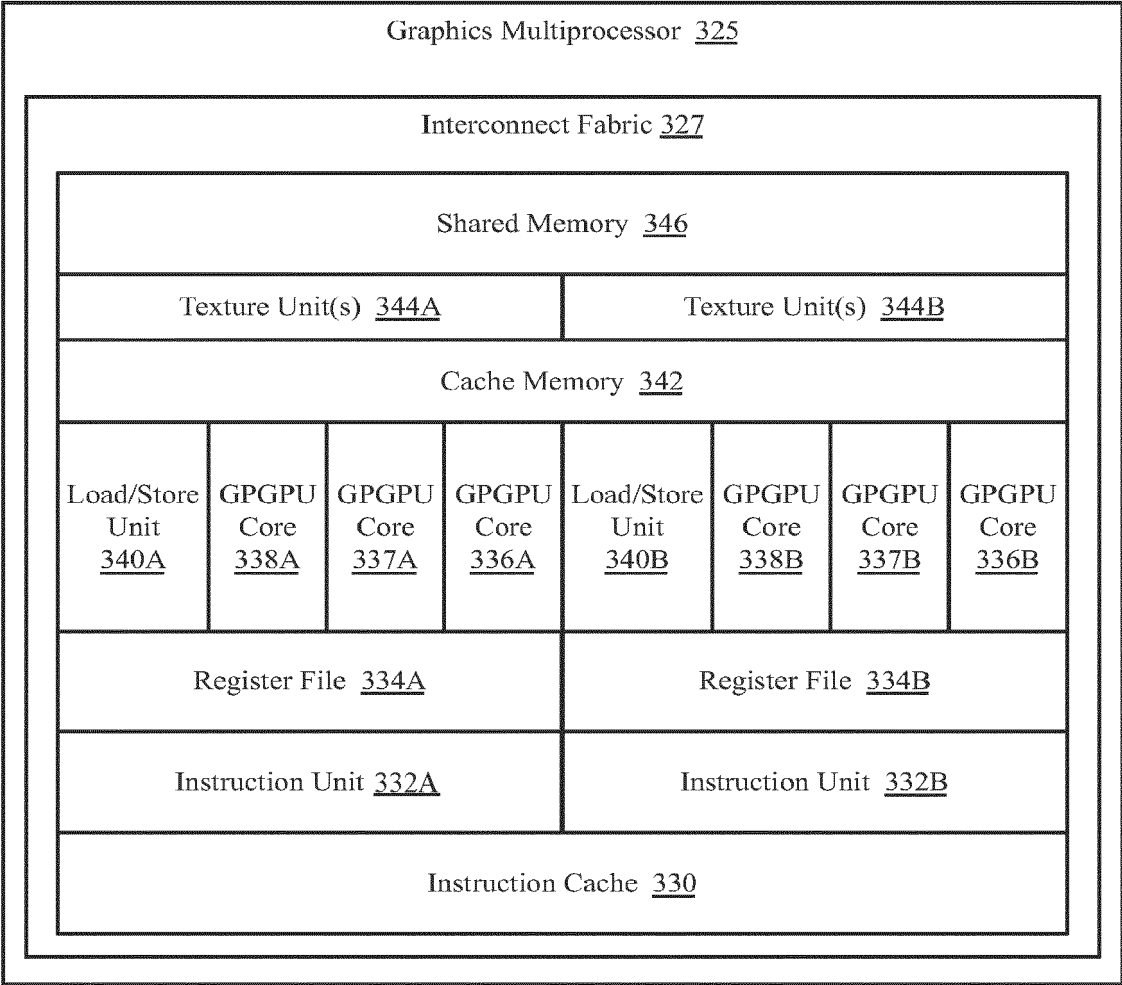 Graphics Multiprocessor 325
Interconnect Fabric 327
Shared Memory 346
Texture Unit(s) 344A
Texture Unit(s) 344B
Cache Memory 342
Load/Store
Unit
340A
GPGPU
Core
338A
GPGPU
Core
337A
GPGPU
Core
336A
Load/Store
Unit
340B
GPGPU
Core
338B
GPGPU
Core
337B
GPGPU
Core
336B
Register File 334A
Register File 334B
Instruction Unit 332A
Instruction Unit 332B
Instruction Cache 330